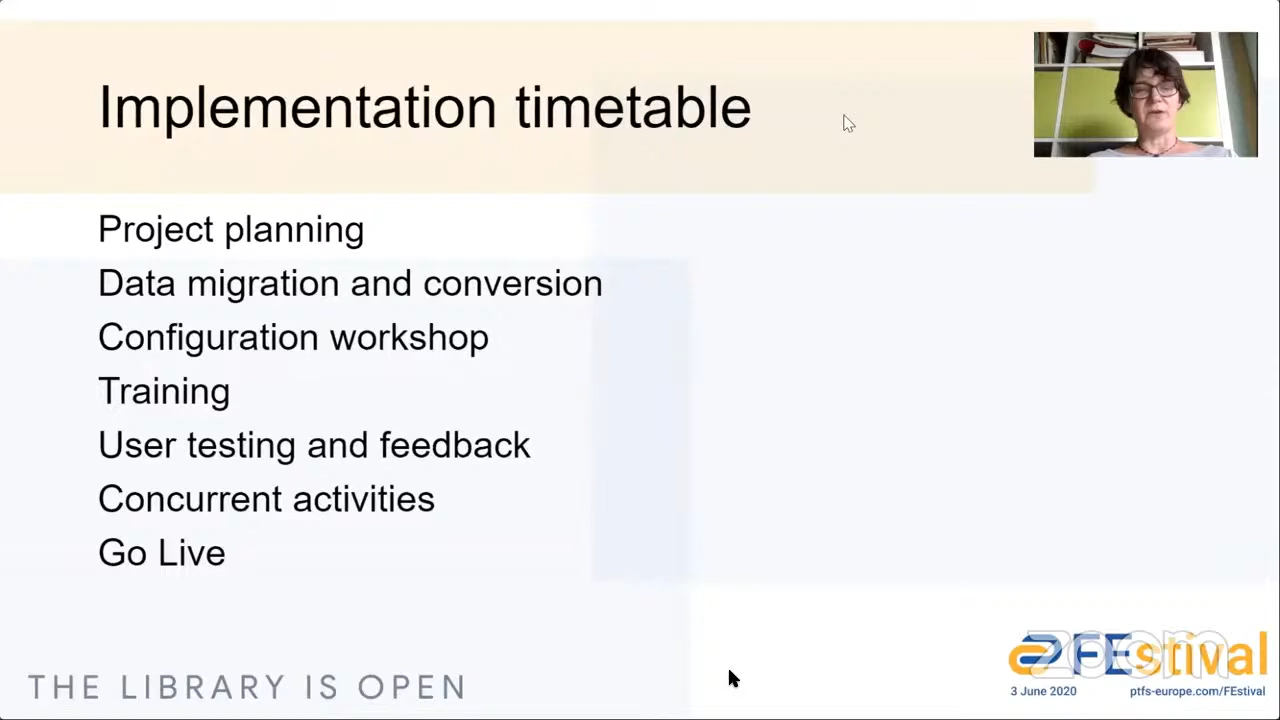 Implementation timetable
Project planning
Data migration and conversion
Configuration workshop
Training
User testing and feedback
Concurrent activities
Go Live
THE LIBRARY IS OPEN
FEstival
zoom
3 June 2020
ptfs-europe.com/FEstival